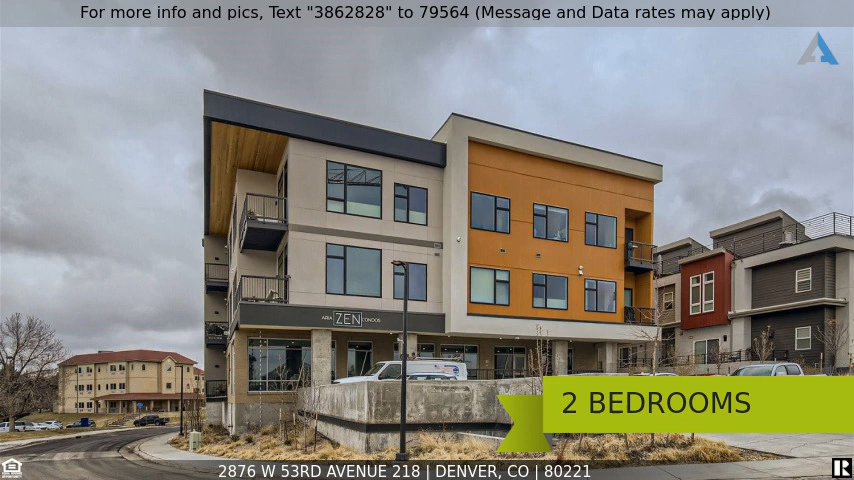 For more info and pics, Text "3862828" to 79564 (Message and Data rates may apply)
ARIA ZEN CONDOS
2 BEDROOMS
2876 W 53RD AVENUE 218 | DENVER, CO | 80221